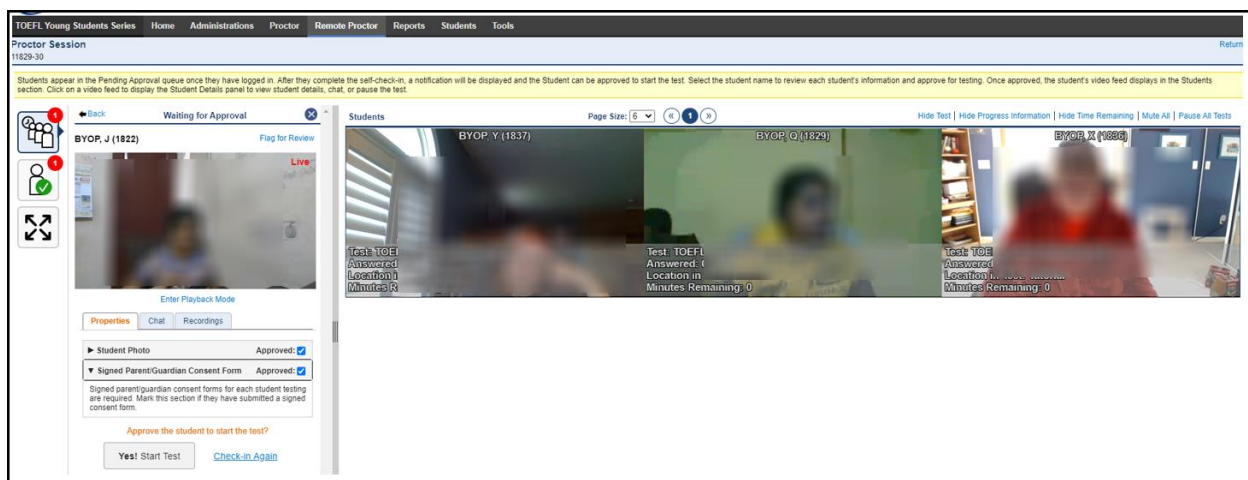 TOEFL Young Students Series Home Administrations Proctor Remote Proctor Reports Students Tools
Proctor Session
11829-30
Return
Students appear in the Pending Approval queue once they have logged in. After they complete the self-check-in, a notification will be displayed and the Student can be approved to start the test. Select the student name to review each student's information and approve for testing. Once approved, the student's video feed displays in the Students
section. Click on a video feed to display the Student Details panel to view student details, chat, or pause the test.
1
1
Back Waiting for Approval
BYOP, J (1822) Flag for Review
Live
Enter Playback Mode
Properties Chat Recordings
Student Photo Approved:
Signed Parent/Guardian Consent Form Approved:
Signed parent/guardian consent forms for each student testing
are required. Mark this section if they have submitted a signed
consent form.
Approve the student to start the test?
Yes! Start Test Check-in Again
Students Page Size: 6 « 1 » Hide Test | Hide Progress Information | Hide Time Remaining | Mute All | Pause All Tests
BYOP, Y (1837)
Test: TOEFL
Answered
Location i
Minutes R
BYOP, Q (1829)
Test: TOEFL
Answered: (
Location in
Minutes Remaining: 0
BYOP, X (1836)
Test: TOE
Answered
Location in Test: Tutorial
Minutes Remaining: 0